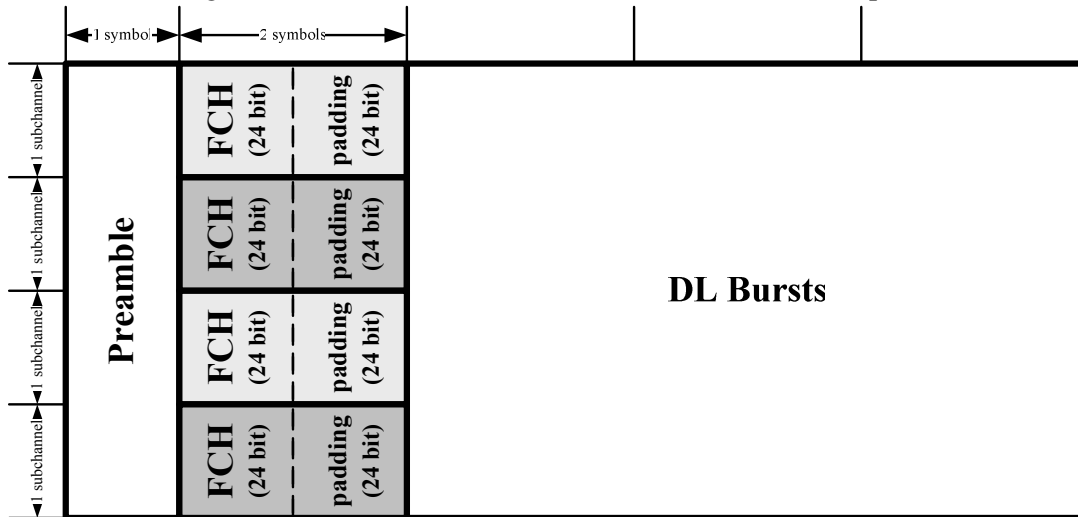 1 symbol
2 symbols
1 subchannel
FCH
(24 bit)
padding
(24 bit)
1 subchannel
FCH
(24 bit)
padding
(24 bit)
Preamble
DL Bursts
1 subchannel
FCH
(24 bit)
padding
(24 bit)
1 subchannel
FCH
(24 bit)
padding
(24 bit)